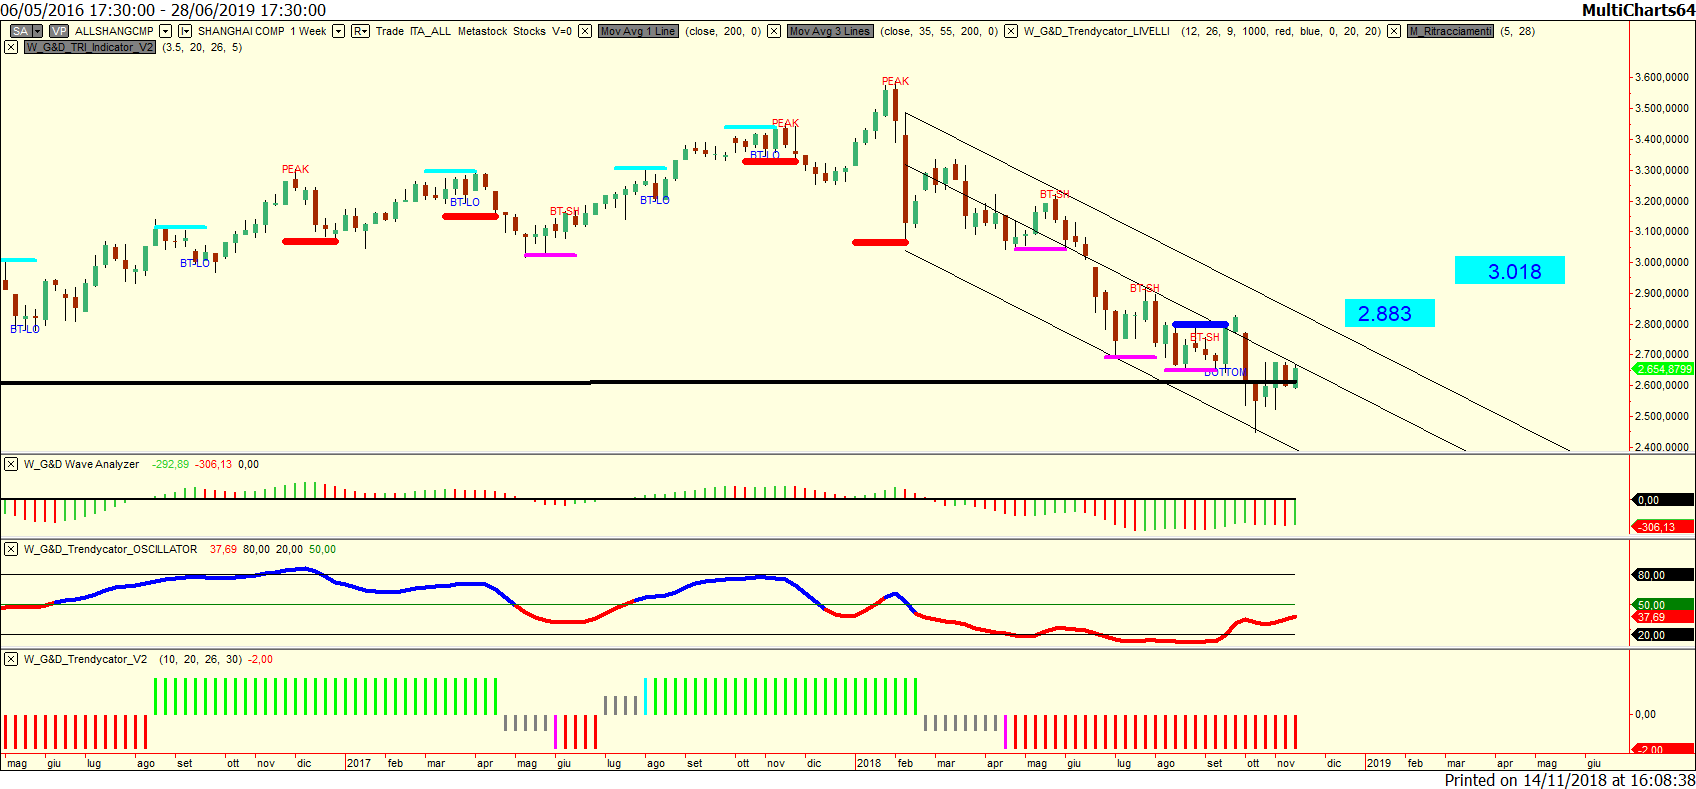 06/05/2016 17:30:00 - 28/06/2019 17:30:00
MultiCharts64
SA VP ALLSHANGCMP SHANGHAI COMP 1 Week R Trade ITA_ALL Metastock Stocks V=0 Mov Avg 1 Line (close, 200, 0) Mov Avg 3 Lines (close, 35, 55, 200, 0) W_G&D_Trendycator_LIVELLI (12, 26, 9, 1000, red, blue, 0, 20, 20) M_Ritracciamenti (5, 28)
W_G&D_TRI_Indicator_V2 (3.5, 20, 26, 5)
PEAK
3.600,0000
3.500,0000
PEAK
3.400,0000
BT-LO
PEAK
3.300,0000
BT-LO
BT-LO
BT-SH
3.200,0000
BT-SH
3.100,0000
BT-LO
3.000,0000
3.018
BT-SH
2.900,0000
2.883
BT-LO
2.800,0000
BT-SH
2.700,0000
BOTTOM
2.654,8799
2.600,0000
2.500,0000
2.400,0000
W_G&D Wave Analyzer -292,89 -306,13 0,00
0,00
-306,13
W_G&D_Trendycator_OSCILLATOR 37,69 80,00 20,00 50,00
80,00
50,00
37,69
20,00
W_G&D_Trendycator_V2 (10, 20, 26, 30) -2,00
0,00
-2,00
mag giu lug ago set ott nov dic 2017 feb mar apr mag giu lug ago set ott nov dic 2018 feb mar apr mag giu lug ago set ott nov dic 2019 feb mar apr mag giu
Printed on 14/11/2018 at 16:08:38